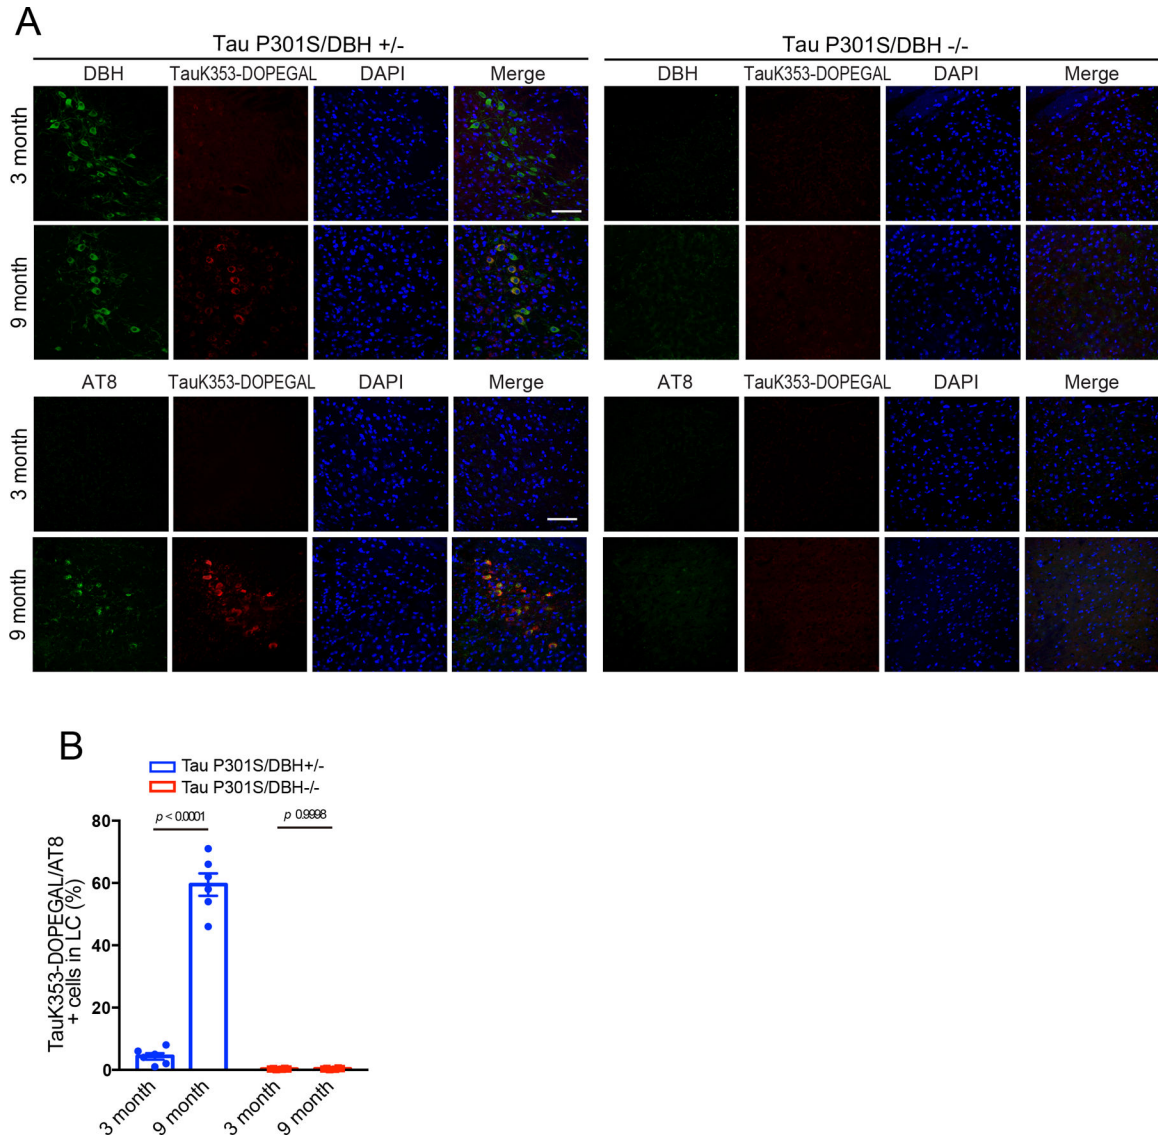 A
Tau P301S/DBH +/-
Tau P301S/DBH -/-
DBH TauK353-DOPEGAL DAPI Merge
DBH TauK353-DOPEGAL DAPI Merge
3 month
9 month
AT8 TauK353-DOPEGAL DAPI Merge
AT8 TauK353-DOPEGAL DAPI Merge
3 month
9 month
B
Tau P301S/DBH+/-
Tau P301S/DBH-/-
p < 0.0001
p 0.9998
TauK353-DOPEGAL/AT8
+ cells in LC (%)
80
60
40
20
0
3 month
9 month
3 month
9 month